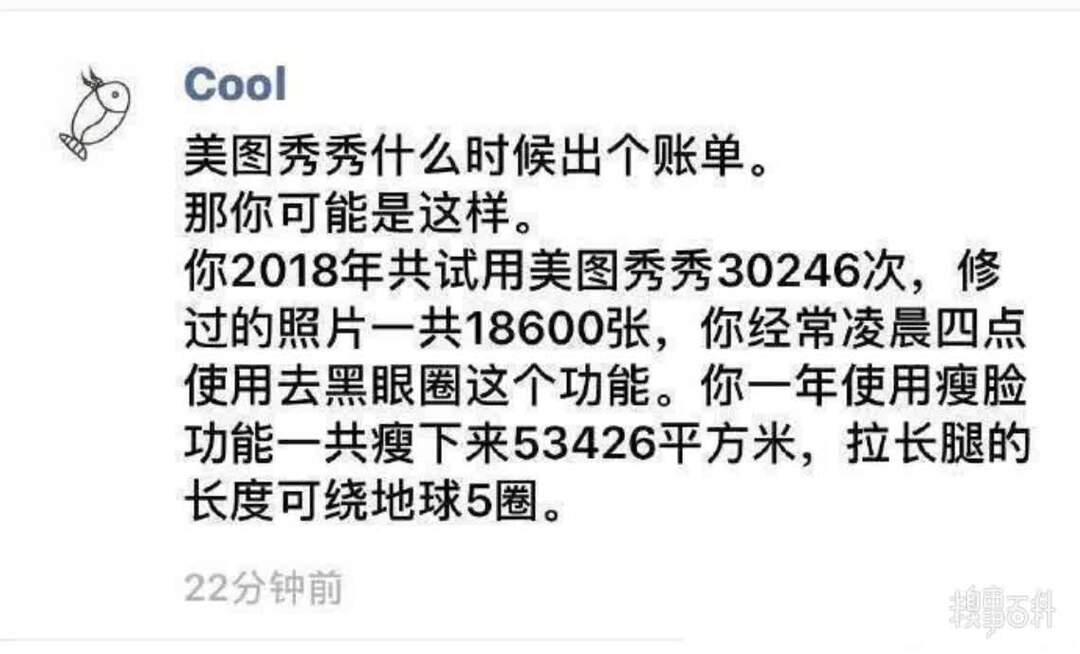 Cool
美图秀秀什么时候出个账单。
那你可能是这样。
你2018年共试用美图秀秀30246次，修
过的照片一共18600张，你经常凌晨四点
使用去黑眼圈这个功能。你一年使用瘦脸
功能一共瘦下来53426平方米，拉长腿的
长度可绕地球5圈。
22分钟前
糗事百科